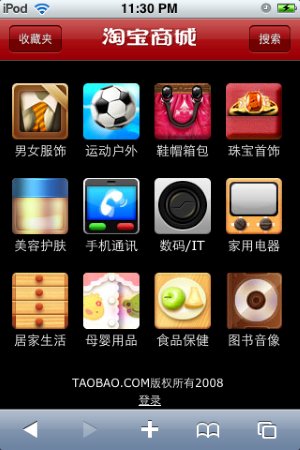 iPod 11:30 PM
收藏夹 淘宝商城 搜索
男女服饰 运动户外 鞋帽箱包 珠宝首饰
美容护肤 手机通讯 数码/IT 家用电器
居家生活 母婴用品 食品保健 图书音像
TAOBAO.COM版权所有2008
登录